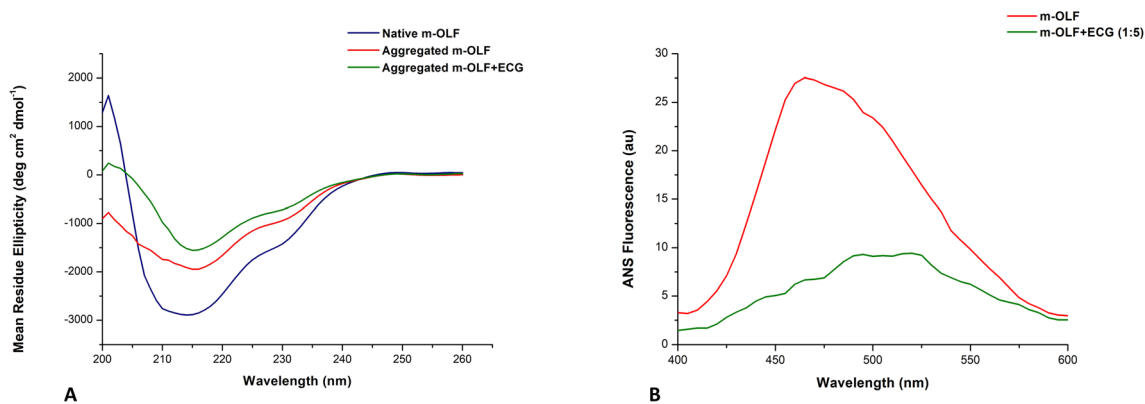 Native m-OLF
Aggregated m-OLF
Aggregated m-OLF+ECG
Mean Residue Ellipticity (deg cm² dmol⁻¹)
2000
1000
0
-1000
-2000
-3000
200 210 220 230 240 250 260
Wavelength (nm)
A
m-OLF
m-OLF+ECG (1:5)
ANS Fluorescence (au)
30
25
20
15
10
5
0
400 450 500 550 600
Wavelength (nm)
B